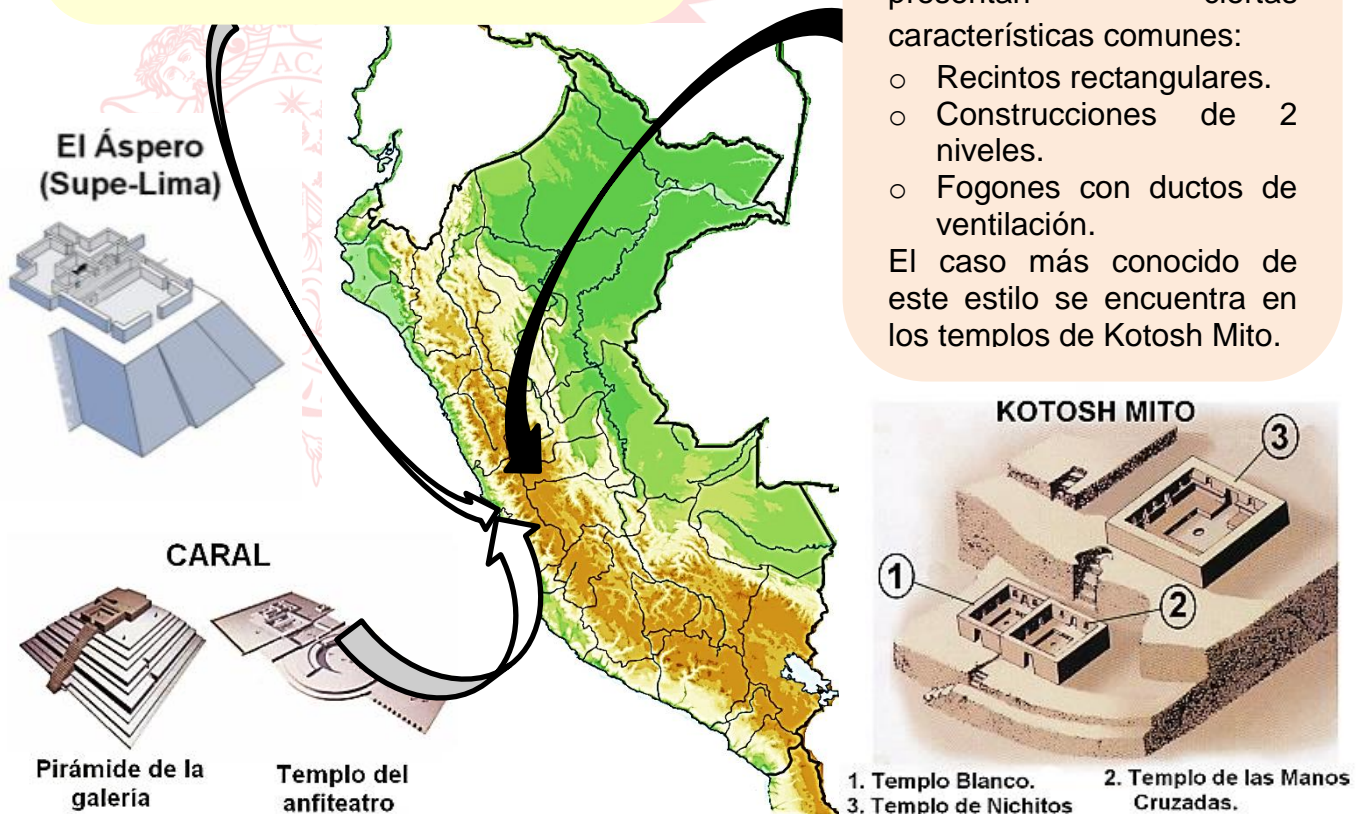 presentan ciertas
características comunes:
o Recintos rectangulares.
o Construcciones de 2
niveles.
o Fogones con ductos de
ventilación.
El caso más conocido de
este estilo se encuentra en
los templos de Kotosh Mito.
El Áspero
(Supe-Lima)
CARAL
Pirámide de la
galería
Templo del
anfiteatro
KOTOSH MITO
3
1
2
1. Templo Blanco.
2. Templo de las Manos
Cruzadas.
3. Templo de Nichitos